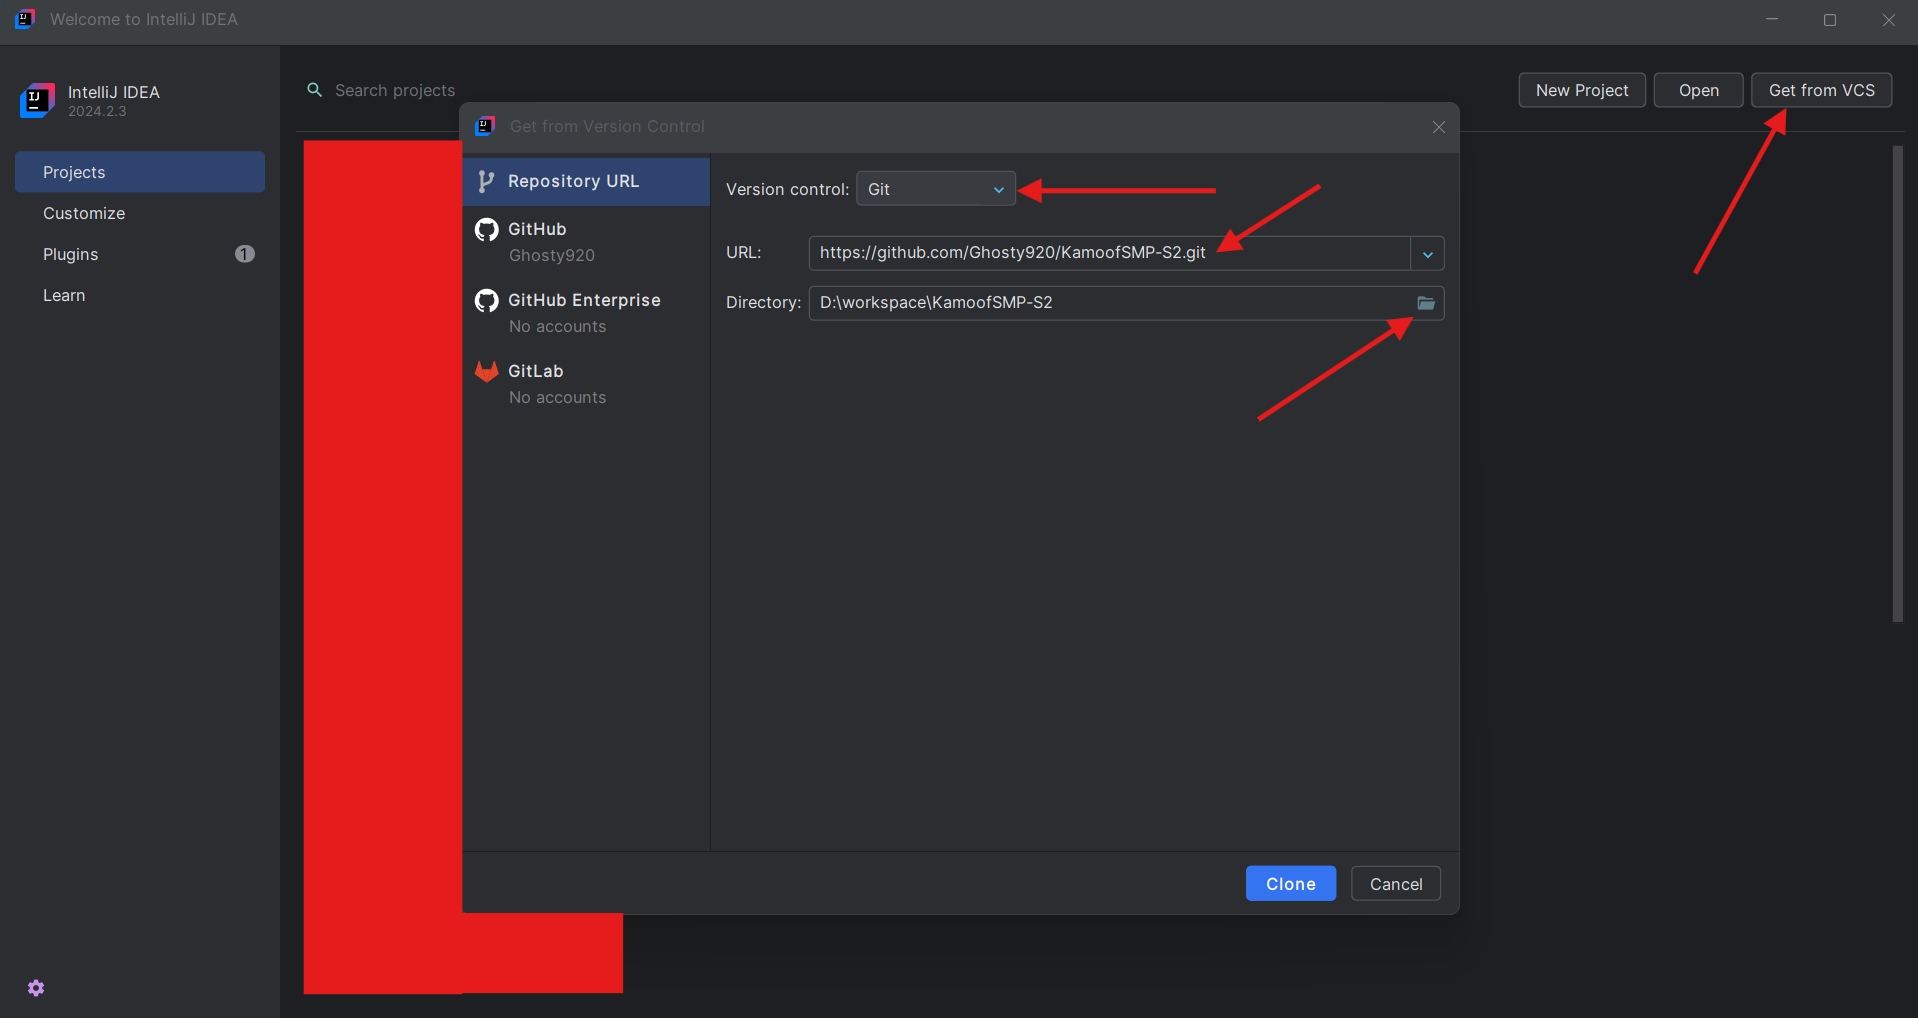 Welcome to IntelliJ IDEA
IntelliJ IDEA
2024.2.3
Projects
Customize
Plugins
1
Learn
Search projects
New Project
Open
Get from VCS
Get from Version Control
Repository URL
GitHub
Ghosty920
GitHub Enterprise
No accounts
GitLab
No accounts
Version control:
Git
URL:
https://github.com/Ghosty920/KamoofSMP-S2.git
Directory:
D:\workspace\KamoofSMP-S2
Clone
Cancel